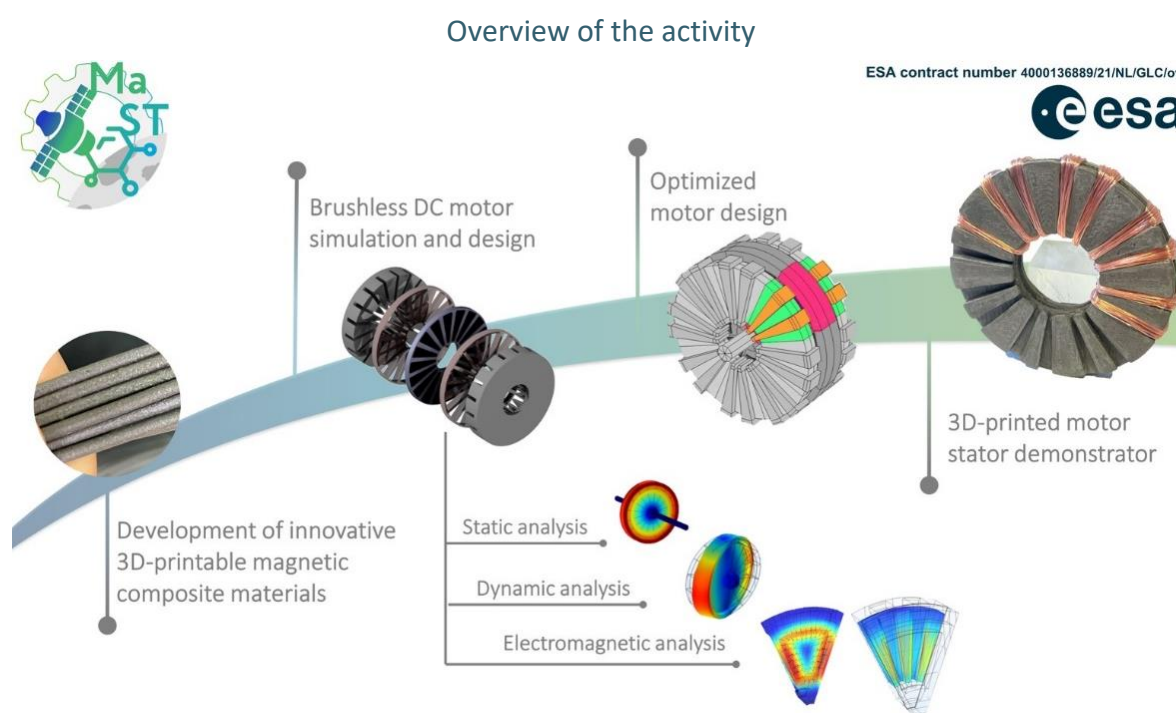 Overview of the activity
Ma
ST
ESA contract number 4000136889/21/NL/GLC/ov
esa
Brushless DC motor
simulation and design
Optimized
motor design
3D-printed motor
stator demonstrator
Development of innovative
3D-printable magnetic
composite materials
Static analysis
Dynamic analysis
Electromagnetic analysis